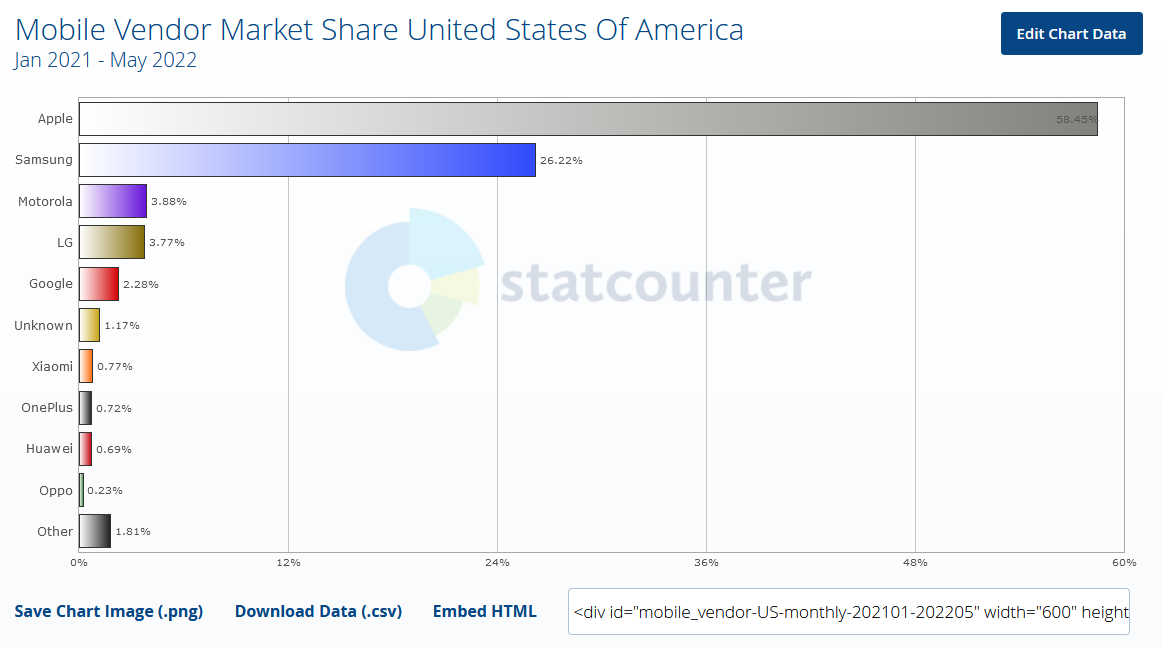 Mobile Vendor Market Share United States Of America
Jan 2021 - May 2022
Edit Chart Data
Apple 58.45%
Samsung 26.22%
Motorola 3.88%
LG 3.77%
Google 2.28%
statcounter
Unknown 1.17%
Xiaomi 0.77%
OnePlus 0.72%
Huawei 0.69%
Oppo 0.23%
Other 1.81%
0% 12% 24% 36% 48% 60%
Save Chart Image (.png) Download Data (.csv) Embed HTML <div id="mobile_vendor-US-monthly-202101-202205" width="600" height